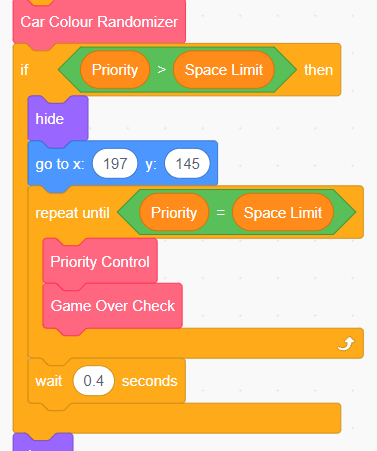 Car Colour Randomizer
if Priority > Space Limit then
hide
go to x: 197 y: 145
repeat until Priority = Space Limit
Priority Control
Game Over Check
wait 0.4 seconds